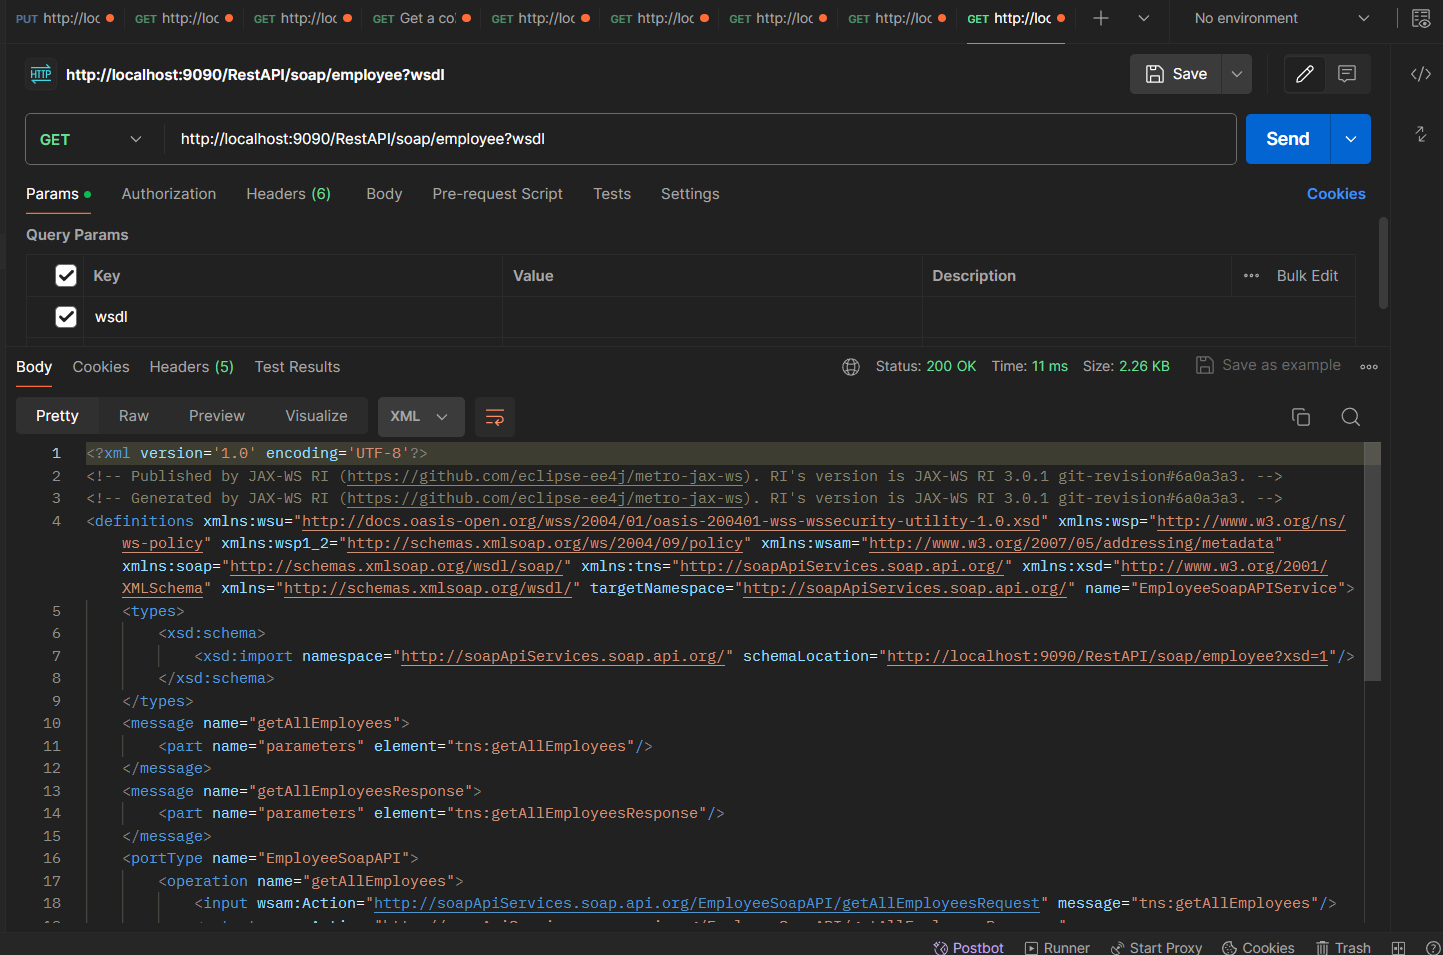 PUT http://loc GET http://loc GET http://loc GET Get a co GET http://loc GET http://loc GET http://loc GET http://loc GET http://loc No environment
HTTP http://localhost:9090/RestAPI/soap/employee?wsdl Save
GET http://localhost:9090/RestAPI/soap/employee?wsdl Send
Params Authorization Headers (6) Body Pre-request Script Tests Settings Cookies
Query Params
Key Value Description Bulk Edit
wsdl
Body Cookies Headers (5) Test Results Status: 200 OK Time: 11 ms Size: 2.26 KB Save as example
Pretty Raw Preview Visualize XML
1 <?xml version='1.0' encoding='UTF-8'?>
2 <!-- Published by JAX-WS RI (https://github.com/eclipse-ee4j/metro-jax-ws). RI's version is JAX-WS RI 3.0.1 git-revision#6a0a3a3. -->
3 <!-- Generated by JAX-WS RI (https://github.com/eclipse-ee4j/metro-jax-ws). RI's version is JAX-WS RI 3.0.1 git-revision#6a0a3a3. -->
4 <definitions xmlns:wsu="http://docs.oasis-open.org/wss/2004/01/oasis-200401-wss-wssecurity-utility-1.0.xsd" xmlns:wsp="http://www.w3.org/ns/
ws-policy" xmlns:wsp1_2="http://schemas.xmlsoap.org/ws/2004/09/policy" xmlns:wsam="http://www.w3.org/2007/05/addressing/metadata"
xmlns:soap="http://schemas.xmlsoap.org/wsdl/soap/" xmlns:tns="http://soapApiServices.soap.api.org/" xmlns:xsd="http://www.w3.org/2001/
XMLSchema" xmlns="http://schemas.xmlsoap.org/wsdl/" targetNamespace="http://soapApiServices.soap.api.org/" name="EmployeeSoapAPIService">
5 <types>
6 <xsd:schema>
7 <xsd:import namespace="http://soapApiServices.soap.api.org/" schemaLocation="http://localhost:9090/RestAPI/soap/employee?xsd=1"/>
8 </xsd:schema>
9 </types>
10 <message name="getAllEmployees">
11 <part name="parameters" element="tns:getAllEmployees"/>
12 </message>
13 <message name="getAllEmployeesResponse">
14 <part name="parameters" element="tns:getAllEmployeesResponse"/>
15 </message>
16 <portType name="EmployeeSoapAPI">
17 <operation name="getAllEmployees">
18 <input wsam:Action="http://soapApiServices.soap.api.org/EmployeeSoapAPI/getAllEmployeesRequest" message="tns:getAllEmployees"/>
Postbot Runner Start Proxy Cookies Trash